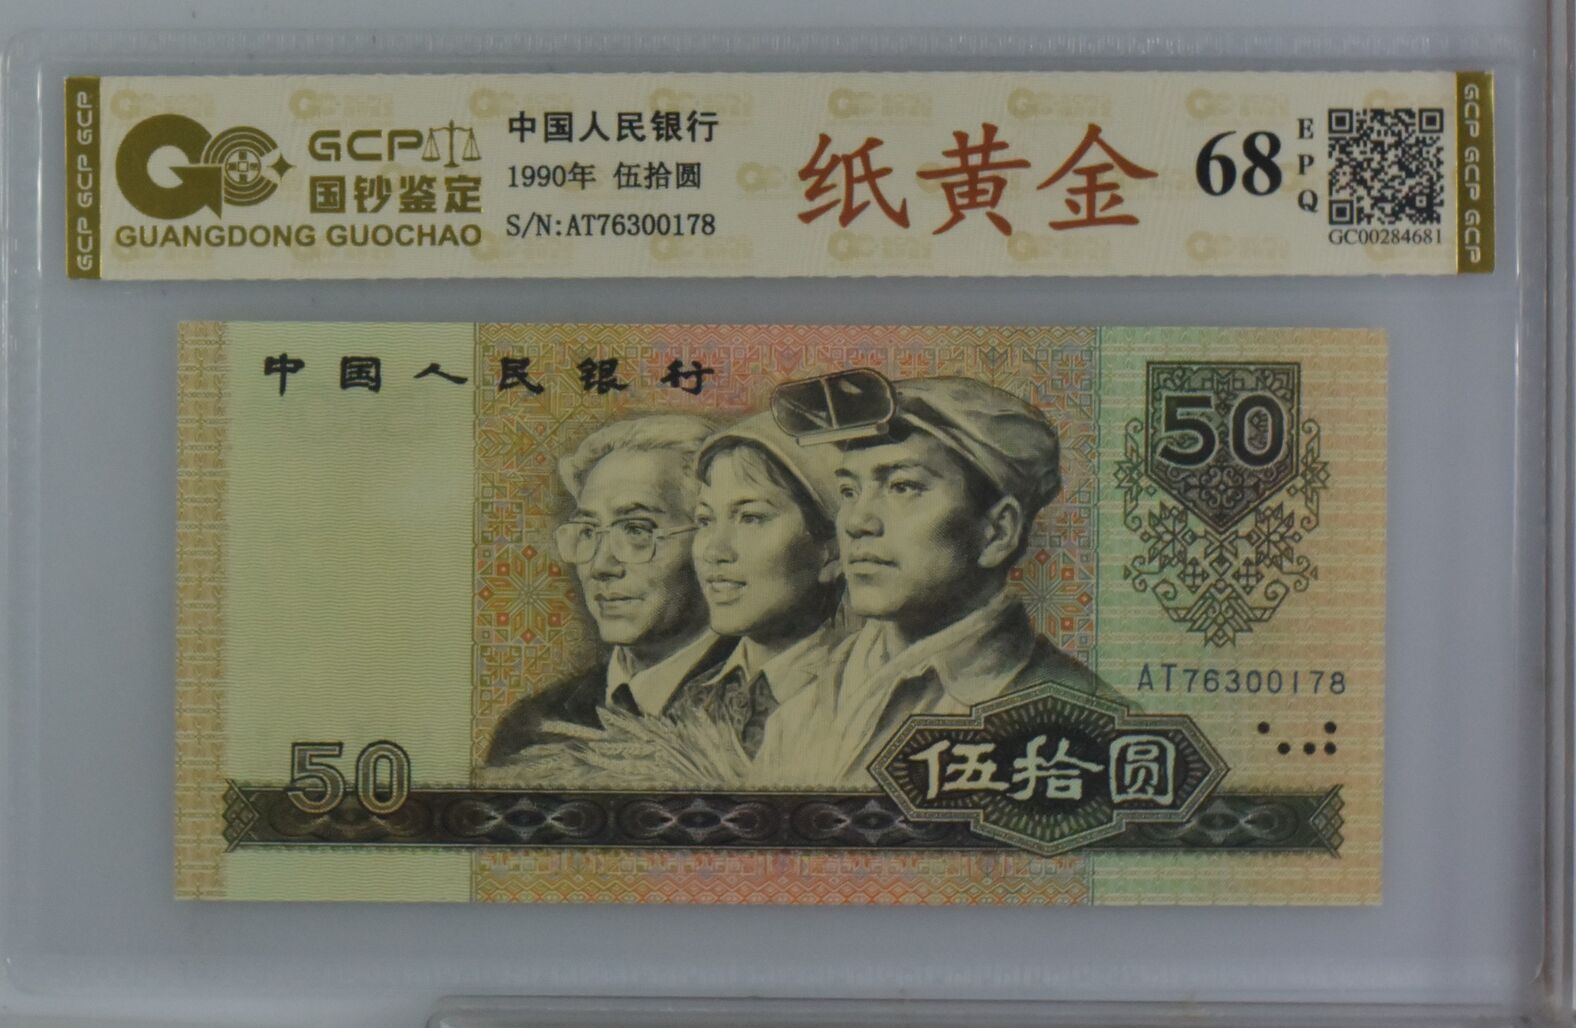 GCP GCP GCP
GCP
国钞鉴定
GUANGDONG GUOCHAO
中国人民银行
1990年 伍拾圆
S/N:AT76300178
纸黄金
68
EPQ
GC00284681
GCP GCP GCP
中国人民银行
50
AT76300178
50
伍拾圆